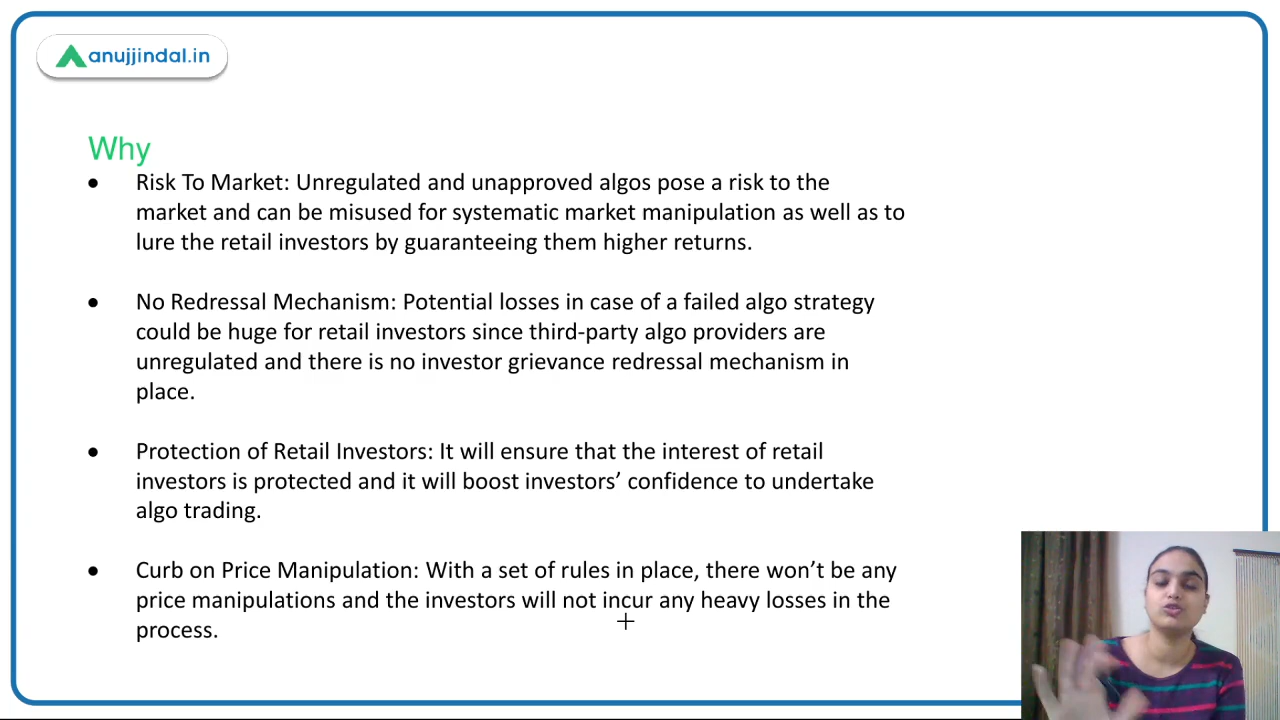 anujjindal.in
Why
● Risk To Market: Unregulated and unapproved algos pose a risk to the
market and can be misused for systematic market manipulation as well as to
lure the retail investors by guaranteeing them higher returns.
● No Redressal Mechanism: Potential losses in case of a failed algo strategy
could be huge for retail investors since third-party algo providers are
unregulated and there is no investor grievance redressal mechanism in
place.
● Protection of Retail Investors: It will ensure that the interest of retail
investors is protected and it will boost investors’ confidence to undertake
algo trading.
● Curb on Price Manipulation: With a set of rules in place, there won’t be any
price manipulations and the investors will not incur any heavy losses in the
process.